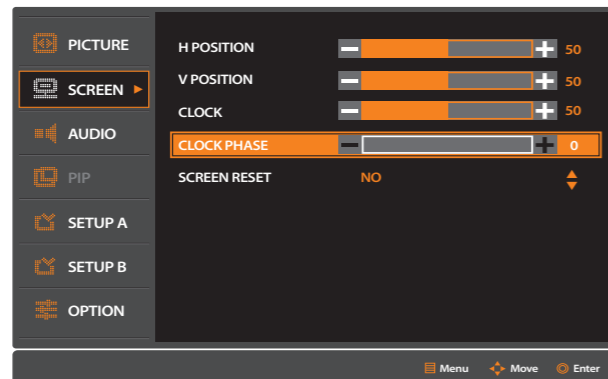 PICTURE
SCREEN
AUDIO
PIP
SETUP A
SETUP B
OPTION
H POSITION 50
V POSITION 50
CLOCK 50
CLOCK PHASE 0
SCREEN RESET NO
Menu Move Enter